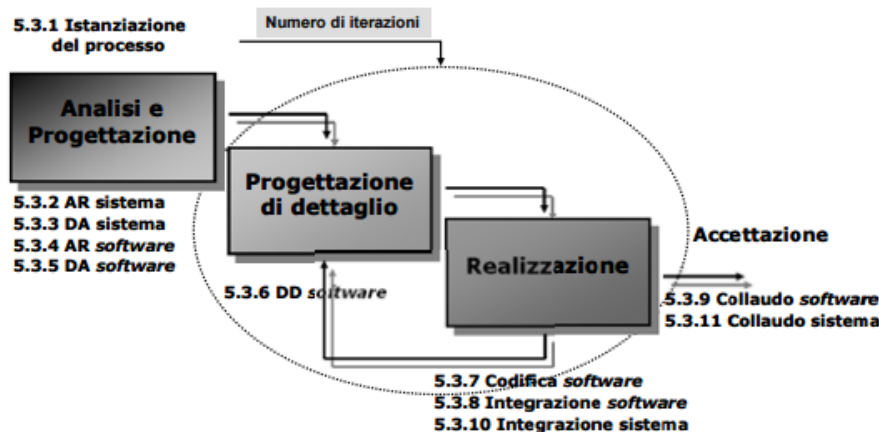 5.3.1 Istanziazione
del processo
Numero di iterazioni
Analisi e
Progettazione
5.3.2 AR sistema
5.3.3 DA sistema
5.3.4 AR software
5.3.5 DA software
Progettazione
di dettaglio
5.3.6 DD software
Realizzazione
Accettazione
5.3.9 Collaudo software
5.3.11 Collaudo sistema
5.3.7 Codifica software
5.3.8 Integrazione software
5.3.10 Integrazione sistema